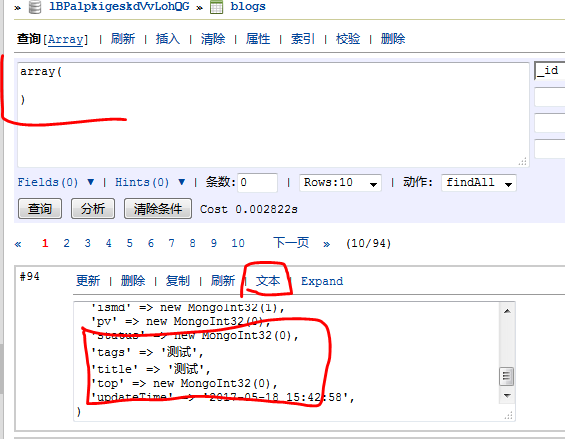 » lBPalpkigeskdVvLohQG » blogs
查询[Array] | 刷新 | 插入 | 清除 | 属性 | 索引 | 校验 | 删除
array(
)
_id
Fields(0) ▼ | Hints(0) ▼ | 条数:0 | Rows:10 | 动作: findAll
查询 分析 清除条件 Cost 0.002822s
« 1 2 3 4 5 6 7 8 9 10 下一页 » (10/94)
#94
更新 | 删除 | 复制 | 刷新 | 文本 | Expand
'ismd' => new MongoInt32(1),
'pv' => new MongoInt32(0),
'status' => new MongoInt32(0),
'tags' => '测试',
'title' => '测试',
'top' => new MongoInt32(0),
'updateTime' => '2017-05-18 15:42:58',
)